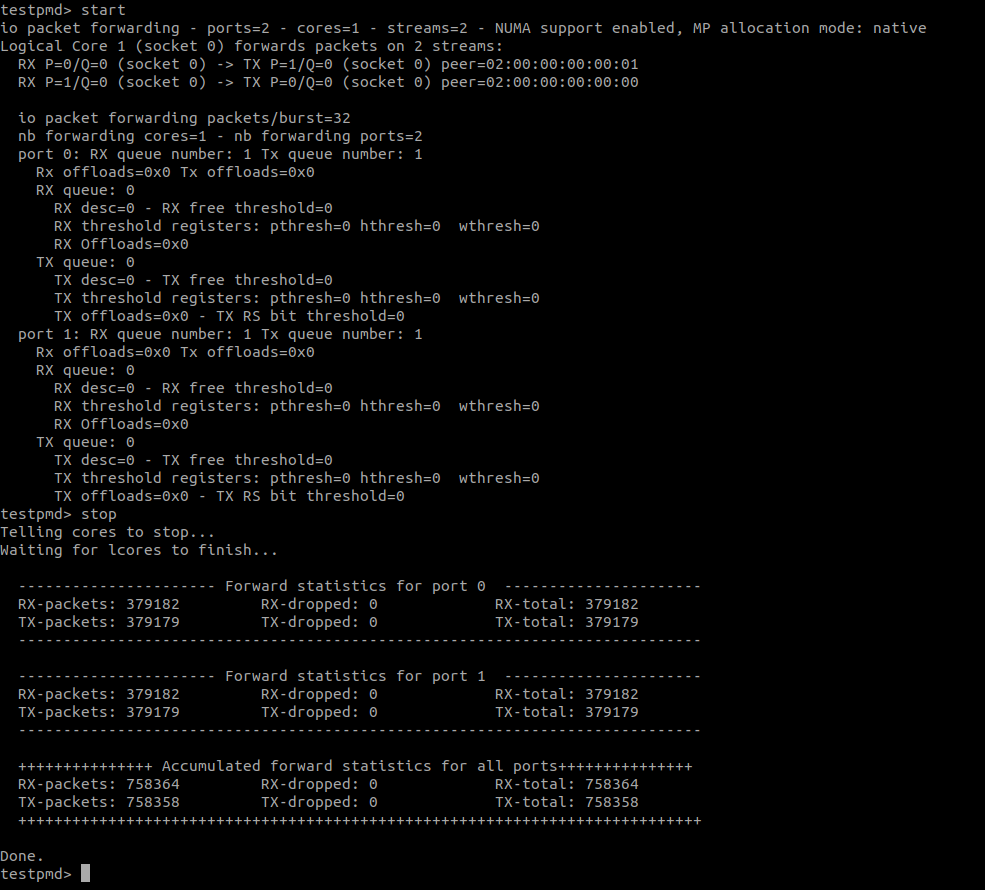 testpmd> start
io packet forwarding - ports=2 - cores=1 - streams=2 - NUMA support enabled, MP allocation mode: native
Logical Core 1 (socket 0) forwards packets on 2 streams:
  RX P=0/Q=0 (socket 0) -> TX P=1/Q=0 (socket 0) peer=02:00:00:00:00:01
  RX P=1/Q=0 (socket 0) -> TX P=0/Q=0 (socket 0) peer=02:00:00:00:00:00

  io packet forwarding packets/burst=32
  nb forwarding cores=1 - nb forwarding ports=2
  port 0: RX queue number: 1 Tx queue number: 1
    Rx offloads=0x0 Tx offloads=0x0
    RX queue: 0
      RX desc=0 - RX free threshold=0
      RX threshold registers: pthresh=0 hthresh=0  wthresh=0
      RX Offloads=0x0
    TX queue: 0
      TX desc=0 - TX free threshold=0
      TX threshold registers: pthresh=0 hthresh=0  wthresh=0
      TX offloads=0x0 - TX RS bit threshold=0
  port 1: RX queue number: 1 Tx queue number: 1
    Rx offloads=0x0 Tx offloads=0x0
    RX queue: 0
      RX desc=0 - RX free threshold=0
      RX threshold registers: pthresh=0 hthresh=0  wthresh=0
      RX Offloads=0x0
    TX queue: 0
      TX desc=0 - TX free threshold=0
      TX threshold registers: pthresh=0 hthresh=0  wthresh=0
      TX offloads=0x0 - TX RS bit threshold=0
testpmd> stop
Telling cores to stop...
Waiting for lcores to finish...

  ---------------------- Forward statistics for port 0  ----------------------
  RX-packets: 379182         RX-dropped: 0             RX-total: 379182
  TX-packets: 379179         TX-dropped: 0             TX-total: 379179
  ----------------------------------------------------------------------------

  ---------------------- Forward statistics for port 1  ----------------------
  RX-packets: 379182         RX-dropped: 0             RX-total: 379182
  TX-packets: 379179         TX-dropped: 0             TX-total: 379179
  ----------------------------------------------------------------------------

  +++++++++++++++ Accumulated forward statistics for all ports+++++++++++++++
  RX-packets: 758364         RX-dropped: 0             RX-total: 758364
  TX-packets: 758358         TX-dropped: 0             TX-total: 758358
  ++++++++++++++++++++++++++++++++++++++++++++++++++++++++++++++++++++++++++++

Done.
testpmd>